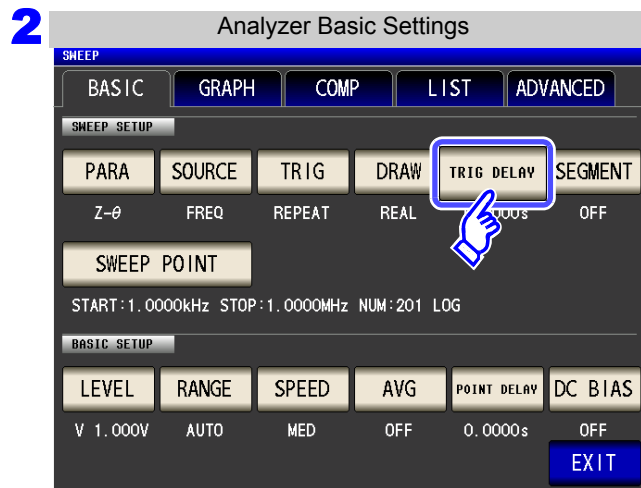 2
Analyzer Basic Settings
SWEEP
BASIC GRAPH COMP LIST ADVANCED
SWEEP SETUP
PARA SOURCE TRIG DRAW TRIG DELAY SEGMENT
Z-θ FREQ REPEAT REAL 000s OFF
SWEEP POINT
START:1.0000kHz STOP:1.0000MHz NUM:201 LOG
BASIC SETUP
LEVEL RANGE SPEED AVG POINT DELAY DC BIAS
V 1.000V AUTO MED OFF 0.0000s OFF
EXIT